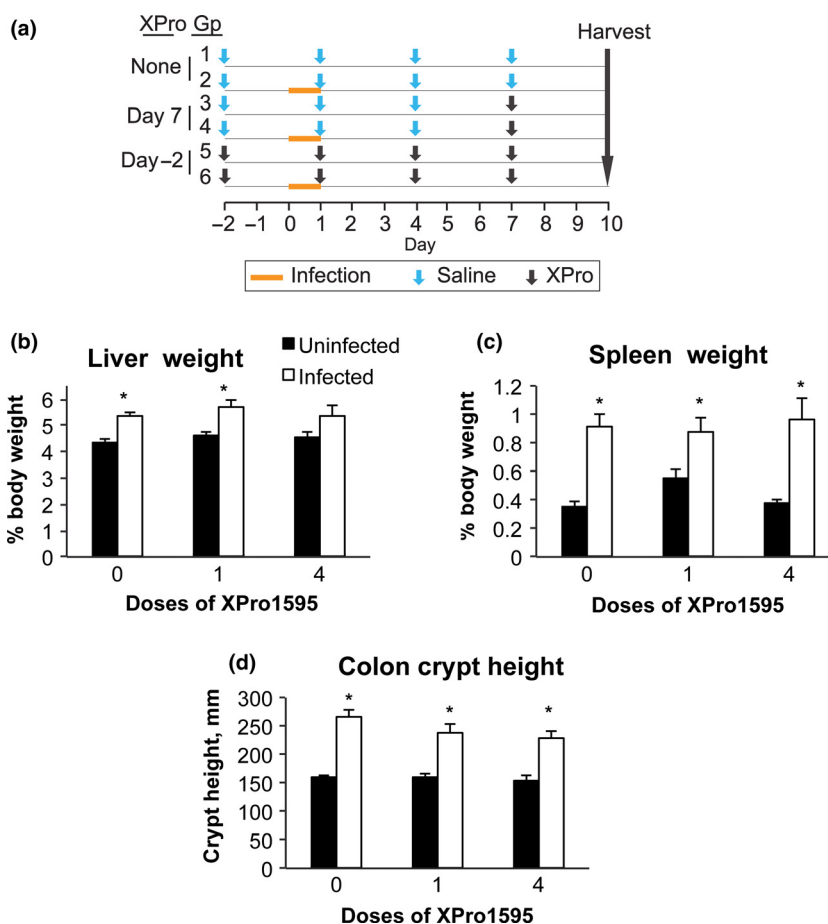 (a)
XPro Gp
Harvest
None
1
2
Day 7
3
4
Day –2
5
6
–2 –1 0 1 2 3 4 5 6 7 8 9 10
Day
Infection Saline XPro
(b)
Liver weight
Uninfected
Infected
% body weight
6
5
4
3
2
1
0
* *
0 1 4
Doses of XPro1595
(c)
Spleen weight
% body weight
1.2
1
0.8
0.6
0.4
0.2
0
* * *
0 1 4
Doses of XPro1595
(d)
Colon crypt height
Crypt height, mm
300
250
200
150
100
50
0
* * *
0 1 4
Doses of XPro1595